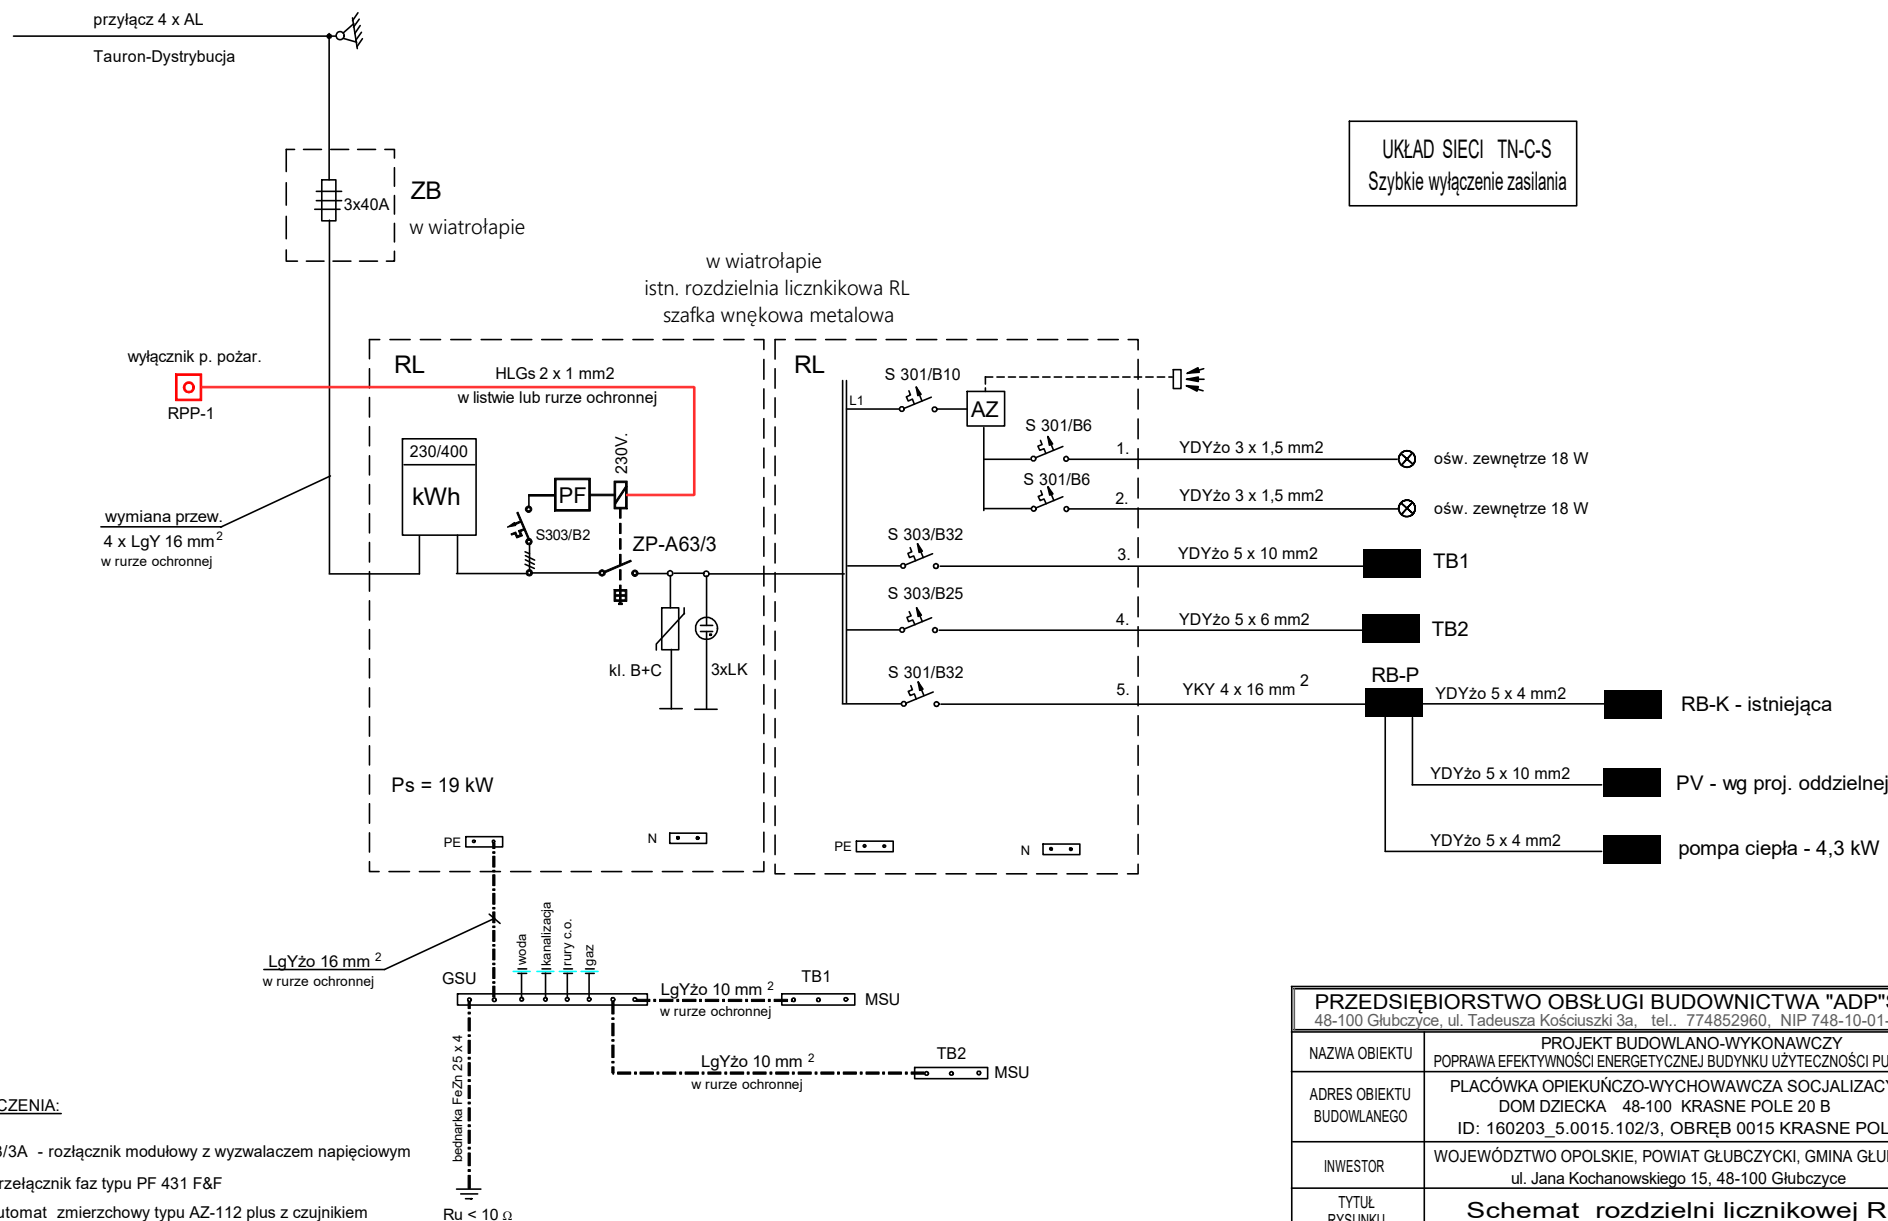 przyłącz 4 x AL
Tauron-Dystrybucja
3x40A
ZB
w wiatrołapie
UKŁAD SIECI TN-C-S
Szybkie wyłączenie zasilania
w wiatrołapie
istn. rozdzielnia licznkikowa RL
szafka wnękowa metalowa
wyłącznik p. pożar.
RPP-1
RL
HLGs 2 x 1 mm2
w listwie lub rurze ochronnej
230/400
kWh
PF
230V.
S303/B2
ZP-A63/3
kl. B+C
3xLK
wymiana przew.
4 x LgY 16 mm2
w rurze ochronnej
Ps = 19 kW
PE
N
RL
L1
S 301/B10
AZ
S 301/B6
1.
YDYżo 3 x 1,5 mm2
ośw. zewnętrze 18 W
S 301/B6
2.
YDYżo 3 x 1,5 mm2
ośw. zewnętrze 18 W
S 303/B32
3.
YDYżo 5 x 10 mm2
TB1
S 303/B25
4.
YDYżo 5 x 6 mm2
TB2
S 301/B32
5.
YKY 4 x 16 mm 2
RB-P
YDYżo 5 x 4 mm2
RB-K - istniejąca
YDYżo 5 x 10 mm2
PV - wg proj. oddzielnej
YDYżo 5 x 4 mm2
pompa ciepła - 4,3 kW
PE
N
LgYżo 16 mm 2
w rurze ochronnej
GSU
woda
kanalizacja
rury c.o.
gaz
LgYżo 10 mm 2
w rurze ochronnej
TB1
MSU
LgYżo 10 mm 2
w rurze ochronnej
TB2
MSU
bednarka FeZn 25 x 4
Ru < 10 Ω
CZENIA:
3/3A - rozłącznik modułowy z wyzwalaczem napięciowym
rzełącznik faz typu PF 431 F&F
utomat zmierzchowy typu AZ-112 plus z czujnikiem
PRZEDSIĘBIORSTWO OBSŁUGI BUDOWNICTWA "ADP"S
48-100 Głubczyce, ul. Tadeusza Kościuszki 3a, tel.. 774852960, NIP 748-10-01-
NAZWA OBIEKTU
PROJEKT BUDOWLANO-WYKONAWCZY
POPRAWA EFEKTYWNOŚCI ENERGETYCZNEJ BUDYNKU UŻYTECZNOŚCI PU
ADRES OBIEKTU
BUDOWLANEGO
PLACÓWKA OPIEKUŃCZO-WYCHOWAWCZA SOCJALIZACY
DOM DZIECKA 48-100 KRASNE POLE 20 B
ID: 160203_5.0015.102/3, OBRĘB 0015 KRASNE POL
INWESTOR
WOJEWÓDZTWO OPOLSKIE, POWIAT GŁUBCZYCKI, GMINA GŁU
ul. Jana Kochanowskiego 15, 48-100 Głubczyce
TYTUŁ
RYSUNKU
Schemat rozdzielni licznikowej R